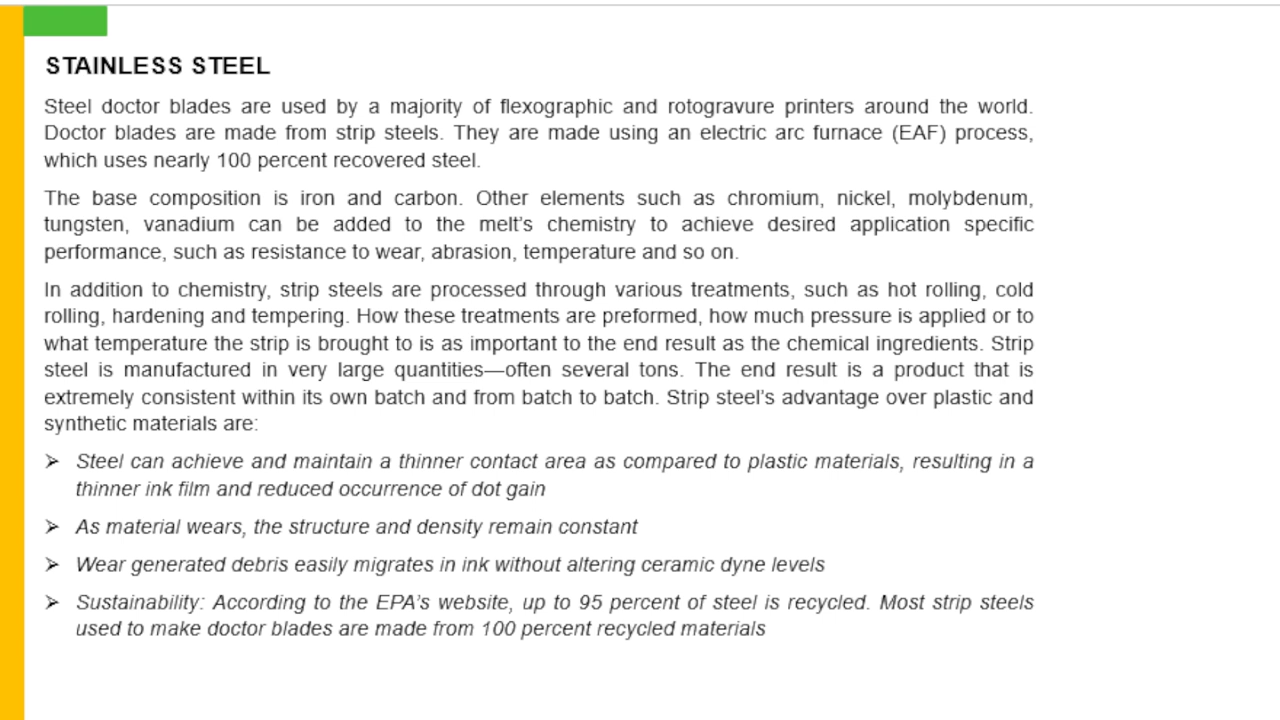 STAINLESS STEEL
Steel doctor blades are used by a majority of flexographic and rotogravure printers around the world.
Doctor blades are made from strip steels. They are made using an electric arc furnace (EAF) process,
which uses nearly 100 percent recovered steel.
The base composition is iron and carbon. Other elements such as chromium, nickel, molybdenum,
tungsten, vanadium can be added to the melt’s chemistry to achieve desired application specific
performance, such as resistance to wear, abrasion, temperature and so on.
In addition to chemistry, strip steels are processed through various treatments, such as hot rolling, cold
rolling, hardening and tempering. How these treatments are preformed, how much pressure is applied or to
what temperature the strip is brought to is as important to the end result as the chemical ingredients. Strip
steel is manufactured in very large quantities—often several tons. The end result is a product that is
extremely consistent within its own batch and from batch to batch. Strip steel’s advantage over plastic and
synthetic materials are:
➢ Steel can achieve and maintain a thinner contact area as compared to plastic materials, resulting in a
thinner ink film and reduced occurrence of dot gain
➢ As material wears, the structure and density remain constant
➢ Wear generated debris easily migrates in ink without altering ceramic dyne levels
➢ Sustainability: According to the EPA’s website, up to 95 percent of steel is recycled. Most strip steels
used to make doctor blades are made from 100 percent recycled materials